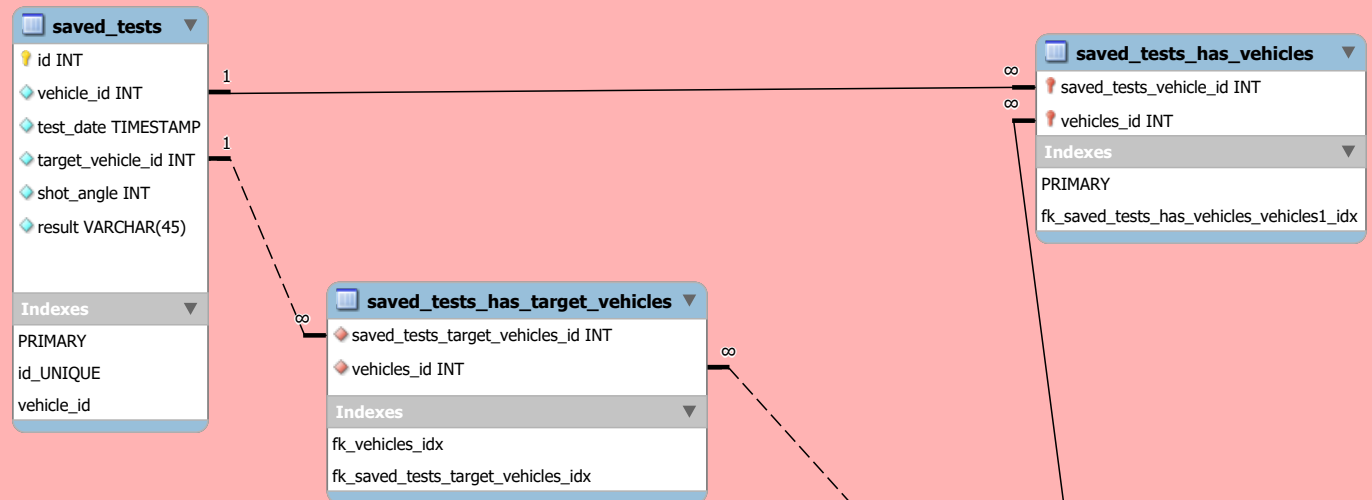 saved_tests
id INT
vehicle_id INT
test_date TIMESTAMP
target_vehicle_id INT
shot_angle INT
result VARCHAR(45)
Indexes
PRIMARY
id_UNIQUE
vehicle_id
1
1
∞
∞
∞
∞
saved_tests_has_target_vehicles
saved_tests_target_vehicles_id INT
vehicles_id INT
Indexes
fk_vehicles_idx
fk_saved_tests_target_vehicles_idx
saved_tests_has_vehicles
saved_tests_vehicle_id INT
vehicles_id INT
Indexes
PRIMARY
fk_saved_tests_has_vehicles_vehicles1_idx